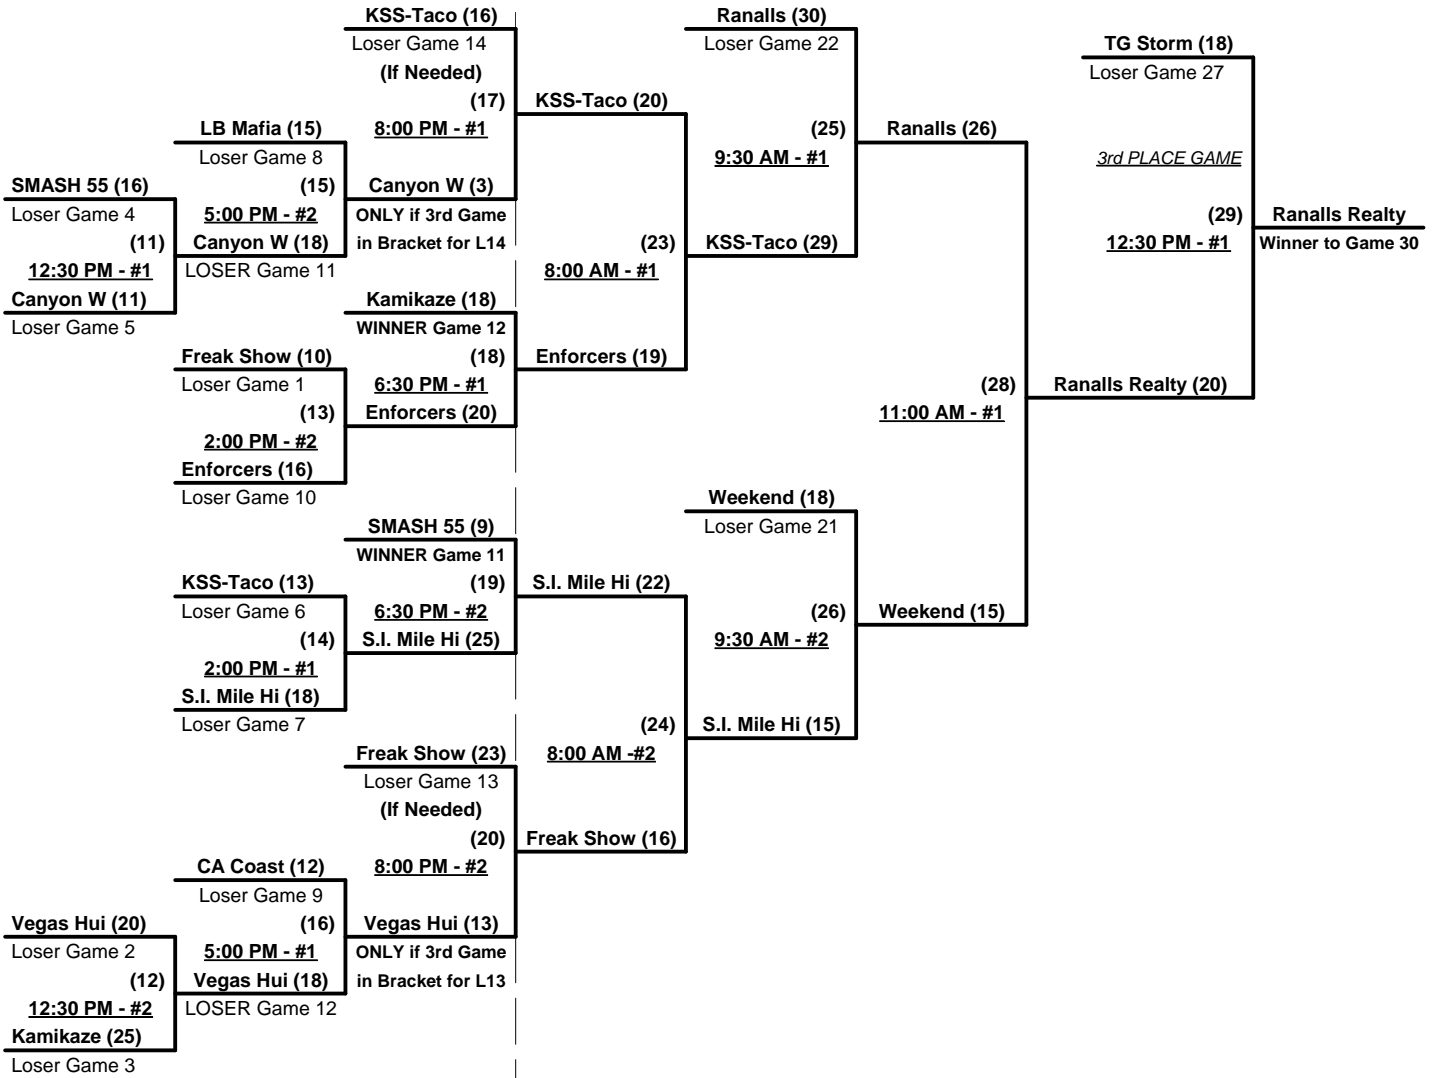 KSS-Taco (16)
Loser Game 14
(If Needed)
(17)
8:00 PM - #1
Ranalls (30)
Loser Game 22
TG Storm (18)
Loser Game 27
KSS-Taco (20)
LB Mafia (15)
Loser Game 8
(25)
9:30 AM - #1
Ranalls (26)
3rd PLACE GAME
SMASH 55 (16)
Loser Game 4
(15)
5:00 PM - #2
Canyon W (3)
ONLY if 3rd Game
in Bracket for L14
(29)
12:30 PM - #1
Ranalls Realty
Winner to Game 30
(11)
12:30 PM - #1
Canyon W (18)
LOSER Game 11
(23)
8:00 AM - #1
KSS-Taco (29)
Canyon W (11)
Loser Game 5
Kamikaze (18)
WINNER Game 12
Freak Show (10)
Loser Game 1
(18)
6:30 PM - #1
Enforcers (19)
(28)
11:00 AM - #1
Ranalls Realty (20)
(13)
2:00 PM - #2
Enforcers (20)
Enforcers (16)
Loser Game 10
Weekend (18)
Loser Game 21
SMASH 55 (9)
WINNER Game 11
KSS-Taco (13)
Loser Game 6
(19)
6:30 PM - #2
S.I. Mile Hi (22)
(26)
9:30 AM - #2
Weekend (15)
(14)
2:00 PM - #1
S.I. Mile Hi (25)
S.I. Mile Hi (18)
Loser Game 7
(24)
8:00 AM -#2
S.I. Mile Hi (15)
Freak Show (23)
Loser Game 13
(If Needed)
(20)
8:00 PM - #2
Freak Show (16)
CA Coast (12)
Loser Game 9
Vegas Hui (20)
Loser Game 2
(16)
5:00 PM - #1
Vegas Hui (13)
ONLY if 3rd Game
in Bracket for L13
(12)
12:30 PM - #2
Vegas Hui (18)
LOSER Game 12
Kamikaze (25)
Loser Game 3